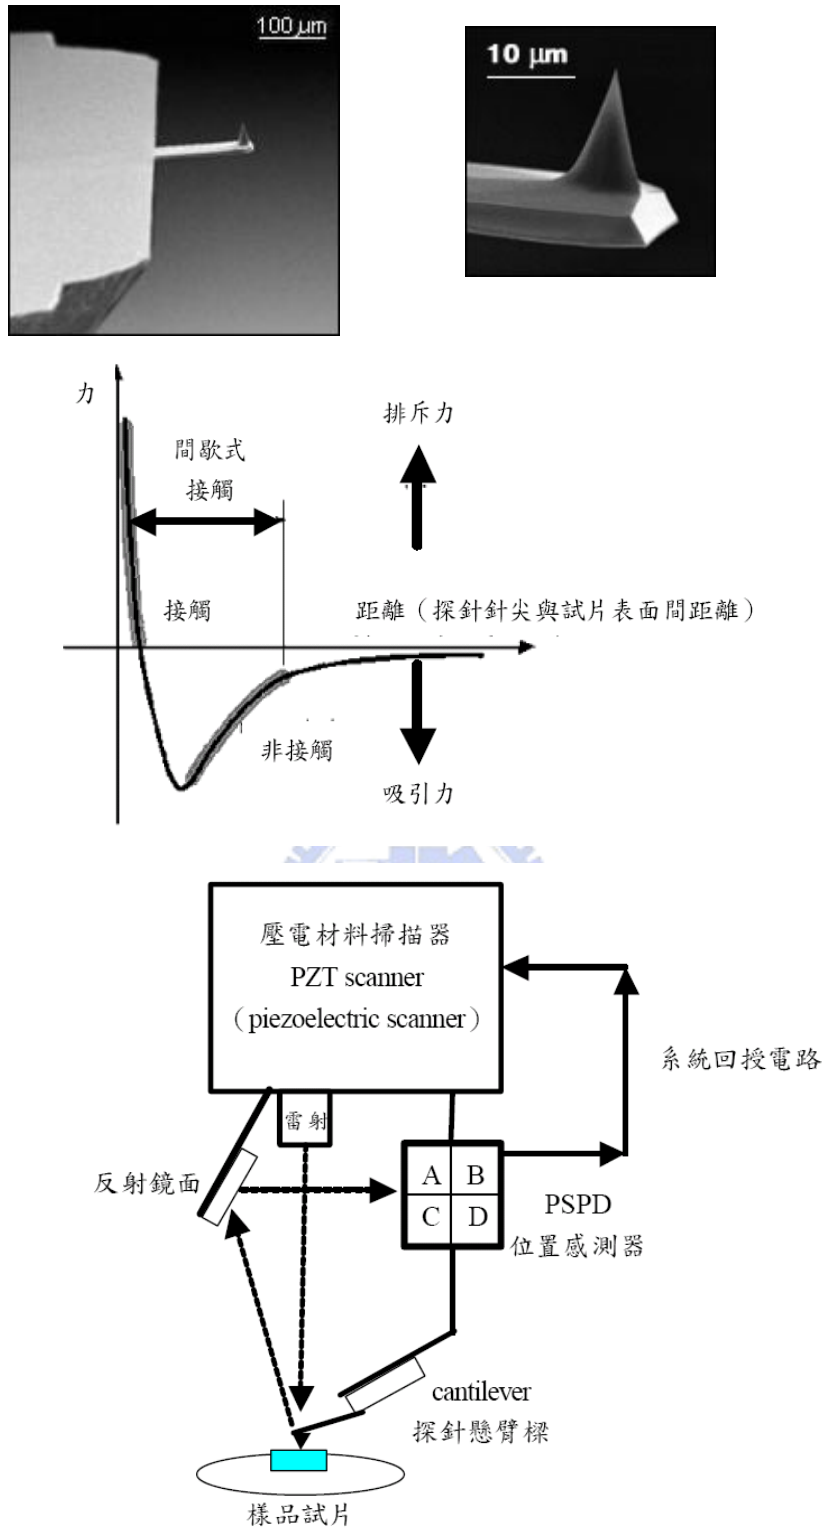 100 μm
10 μm
力
排斥力
間歇式
接觸
接觸
距離（探針針尖與試片表面間距離）
非接觸
吸引力
壓電材料掃描器
PZT scanner
（piezoelectric scanner）
系統回授電路
雷射
反射鏡面
A B
C D
PSPD
位置感測器
cantilever
探針懸臂樑
樣品試片